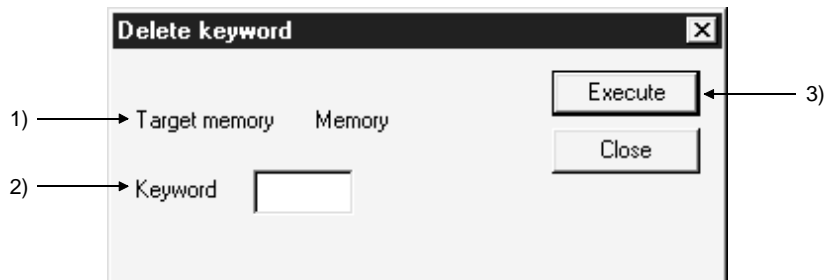 Delete keyword
Execute
3)
1)
Target memory Memory
Close
2)
Keyword